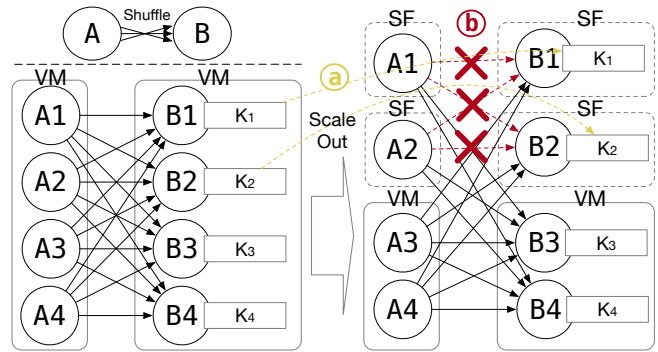 Shuffle
A
B
VM
VM
A1
B1
K1
A2
B2
K2
A3
B3
K3
A4
B4
K4
a
Scale
Out
b
SF
SF
A1
B1
K1
SF
SF
A2
B2
K2
VM
VM
A3
B3
K3
A4
B4
K4